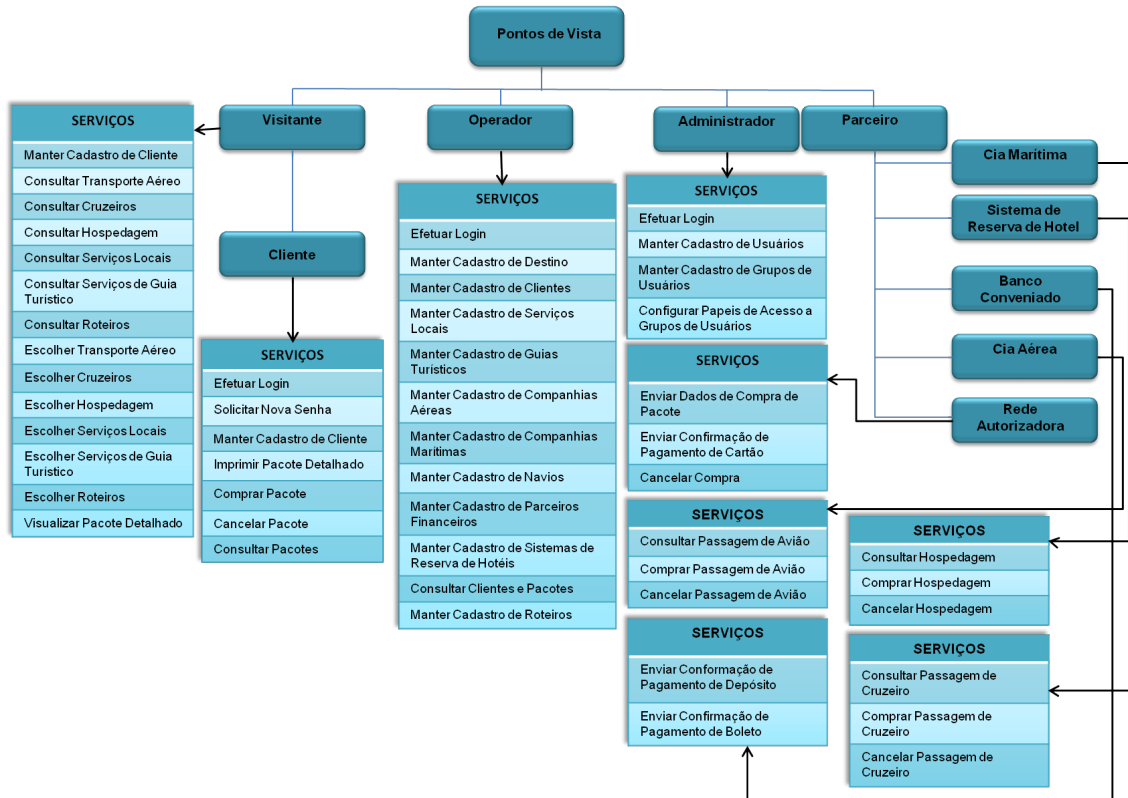 Pontos de Vista
Visitante
Operador
Administrador
Parceiro
SERVIÇOS
Manter Cadastro de Cliente
Consultar Transporte Aéreo
Consultar Cruzeiros
Consultar Hospedagem
Consultar Serviços Locais
Consultar Serviços de Guia
Turistico
Consultar Roteiros
Escolher Transporte Aéreo
Escolher Cruzeiros
Escolher Hospedagem
Escolher Serviços Locais
Escolher Serviços de Guia
Turistico
Escolher Roteiros
Visualizar Pacote Detalhado
Cliente
SERVIÇOS
Efetuar Login
Solicitar Nova Senha
Manter Cadastro de Cliente
Imprimir Pacote Detalhado
Comprar Pacote
Cancelar Pacote
Consultar Pacotes
SERVIÇOS
Efetuar Login
Manter Cadastro de Destino
Manter Cadastro de Clientes
Manter Cadastro de Serviços
Locais
Manter Cadastro de Guias
Turísticos
Manter Cadastro de Companhias
Aéreas
Manter Cadastro de Companhias
Marítimas
Manter Cadastro de Navios
Manter Cadastro de Parceiros
Financeiros
Manter Cadastro de Sistemas de
Reserva de Hotéis
Consultar Clientes e Pacotes
Manter Cadastro de Roteiros
SERVIÇOS
Efetuar Login
Manter Cadastro de Usuários
Manter Cadastro de Grupos de
Usuários
Configurar Papeis de Acesso a
Grupos de Usuários
Cia Marítima
Sistema de
Reserva de Hotel
Banco
Conveniado
Cia Aérea
Rede
Autorizadora
SERVIÇOS
Enviar Dados de Compra de
Pacote
Enviar Confirmação de
Pagamento de Cartão
Cancelar Compra
SERVIÇOS
Consultar Passagem de Avião
Comprar Passagem de Avião
Cancelar Passagem de Avião
SERVIÇOS
Consultar Hospedagem
Comprar Hospedagem
Cancelar Hospedagem
SERVIÇOS
Enviar Conformação de
Pagamento de Depósito
Enviar Confirmação de
Pagamento de Boleto
SERVIÇOS
Consultar Passagem de
Cruzeiro
Comprar Passagem de
Cruzeiro
Cancelar Passagem de
Cruzeiro